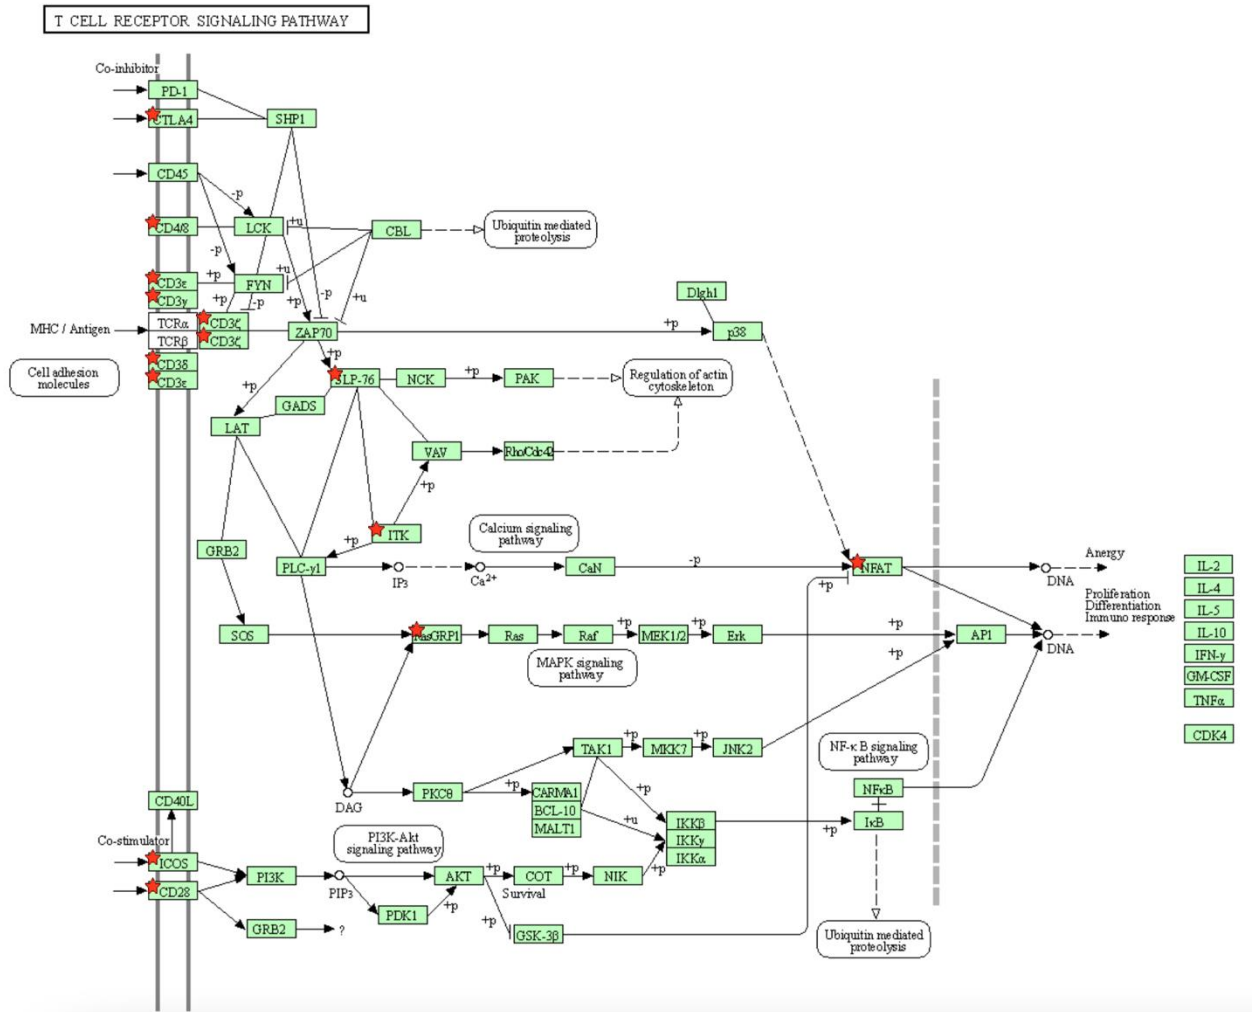 T CELL RECEPTOR SIGNALING PATHWAY
Co-inhibitor
PD-1
CTLA4
SHP1
CD45
-p
CD4/8
LCK
+u
CBL
Ubiquitin mediated
proteolysis
-p
+u
CD3ε
+p
FYN
CD3γ
+p
-p
+p
-p
+u
Dlgh1
MHC / Antigen
TCRα
CD3ζ
ZAP70
+p
p38
TCRβ
CD3ζ
Cell adhesion
molecules
CD3δ
CD3ε
+p
+p
SLP-76
NCK
+p
PAK
Regulation of actin
cytoskeleton
GADS
LAT
VAV
Rho/Cdc42
+p
ITK
+p
Calcium signaling
pathway
GRB2
PLC-γ1
IP3
Ca2+
CaN
-p
NFAT
+p
DNA
Anergy
Proliferation
Differentiation
Immuno response
SOS
RasGRP1
Ras
Raf
+p
MEK1/2
+p
Erk
+p
AP1
DNA
+p
MAPK signaling
pathway
IL-2
IL-4
IL-5
IL-10
IFN-γ
GM-CSF
TNFα
CDK4
TAK1
+p
MKK7
+p
JNK2
NF-κB signaling
pathway
DAG
PKCθ
+p
CARMA1
BCL-10
MALT1
+p
+u
IKKβ
IKKγ
IKKα
+p
NFκB
IκB
CD40L
Co-stimulator
ICOS
CD28
PI3K-Akt
signaling pathway
PI3K
PIP3
AKT
+p
COT
+p
NIK
+p
Survival
PDK1
+p
+p
GRB2
?
GSK-3β
Ubiquitin mediated
proteolysis